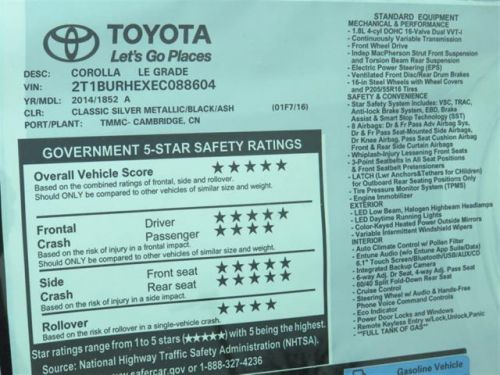 TOYOTA
Let's Go Places
DESC: COROLLA LE GRADE
VIN: 2T1BURHEXEC088604
YR/MDL: 2014/1852 A
CLR: CLASSIC SILVER METALLIC/BLACK/ASH (01F7/16)
PORT/PLANT: TMMC- CAMBRIDGE, CN
GOVERNMENT 5-STAR SAFETY RATINGS
Overall Vehicle Score ★★★★★
Based on the combined ratings of frontal, side and rollover.
Should ONLY be compared to other vehicles of similar size and weight.
Frontal Crash
Driver ★★★★★
Passenger ★★★★
Based on the risk of injury in a frontal impact.
Should ONLY be compared to other vehicles of similar size and weight.
Side Crash
Front seat ★★★★★
Rear seat ★★★★★
Based on the risk of injury in a side impact.
Rollover ★★★★
Based on the risk of rollover in a single-vehicle crash.
Star ratings range from 1 to 5 stars (★★★★★) with 5 being the highest.
Source: National Highway Traffic Safety Administration (NHTSA).
www.safercar.gov or 1-888-327-4236
STANDARD EQUIPMENT
MECHANICAL & PERFORMANCE
- 1.8L 4-cyl DOHC 16-Valve Dual VVT-i
- Continuously Variable Transmission
- Front Wheel Drive
- Indep MacPherson Strut Front Suspension
and Torsion Beam Rear Suspension
- Electric Power Steering (EPS)
- Ventilated Front Disc/Rear Drum Brakes
- 16-in Steel Wheels with Wheel Covers
and P205/55R16 Tires
SAFETY & CONVENIENCE
- Star Safety System includes: VSC, TRAC,
Anti-lock Brake System, EBD, Brake
Assist & Smart Stop Technology (SST)
- 8 Airbags: Dr & Fr Pass Adv Airbag Sys,
Dr & Fr Pass Seat-Mounted Side Airbags,
Dr Knee Airbag, Pass Seat Cushion Airbag
Front & Rear Side Curtain Airbags
- Whiplash-Injury Lessening Front Seats
- 3-Point Seatbelts in All Seat Positions
& Front Seatbelt Pretensioners
- LATCH (Lwr Anchors&Tethers for CHildren)
for Outboard Rear Seating Positions Only
- Tire Pressure Monitor System (TPMS)
- Engine Immobilizer
EXTERIOR
- LED Low Beam, Halogen Highbeam Headlamps
- LED Daytime Running Lights
- Color-Keyed Heated Power Outside Mirrors
- Variable Intermittent Windshield Wipers
INTERIOR
- Auto Climate Control w/ Pollen Filter
- Entune Audio (w/o Entune App Suite/Data)
6.1" Touch Screen/Bluetooth/USB/AUX/CD
- Integrated Backup Camera
- 6-way Adj. Dr Seat, 4-way Adj. Pass Seat
- 60/40 Split Fold-Down Rear Seat
- Cruise Control
- Steering Wheel w/ Audio & Hands-Free
Phone Voice Command Controls
- Eco Indicator
- Power Door Locks and Windows
- Remote Keyless Entry w/Lock,Unlock,Panic
**FULL TANK OF GAS**
Gasoline Vehicle